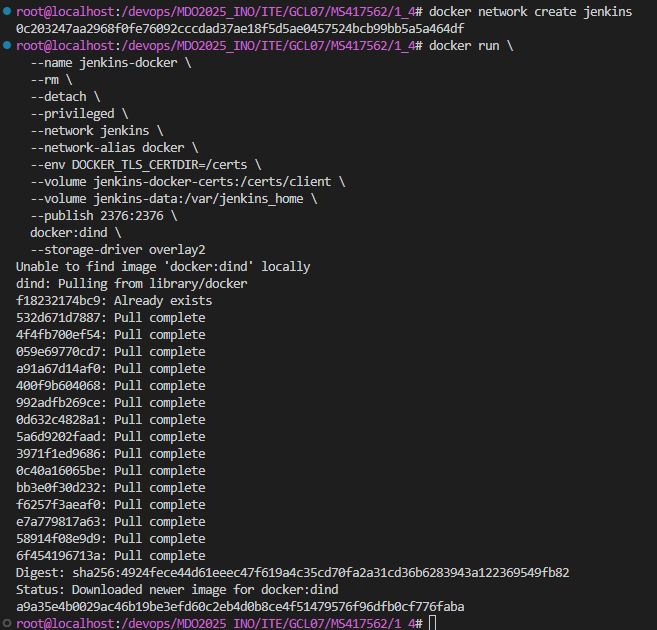 root@localhost:/devops/MDO2025_INO/ITE/GCL07/MS417562/1_4# docker network create jenkins
0c203247aa2968f0fe76092cccdad37ae18f5d5ae0457524bcb99bb5a5a464df
root@localhost:/devops/MDO2025_INO/ITE/GCL07/MS417562/1_4# docker run \
  --name jenkins-docker \
  --rm \
  --detach \
  --privileged \
  --network jenkins \
  --network-alias docker \
  --env DOCKER_TLS_CERTDIR=/certs \
  --volume jenkins-docker-certs:/certs/client \
  --volume jenkins-data:/var/jenkins_home \
  --publish 2376:2376 \
  docker:dind \
  --storage-driver overlay2
Unable to find image 'docker:dind' locally
dind: Pulling from library/docker
f18232174bc9: Already exists
532d671d7887: Pull complete
4f4fb700ef54: Pull complete
059e69770cd7: Pull complete
a91a67d14af0: Pull complete
400f9b604068: Pull complete
992adfb269ce: Pull complete
0d632c4828a1: Pull complete
5a6d9202faad: Pull complete
3971f1ed9686: Pull complete
0c40a16065be: Pull complete
bb3e0f30d232: Pull complete
f6257f3aeaf0: Pull complete
e7a779817a63: Pull complete
58914f08e9d9: Pull complete
6f454196713a: Pull complete
Digest: sha256:4924fece44d61eeec47f619a4c35cd70fa2a31cd36b6283943a122369549fb82
Status: Downloaded newer image for docker:dind
a9a35e4b0029ac46b19be3efd60c2eb4d0b8ce4f51479576f96dfb0cf776faba
root@localhost:/devops/MDO2025_INO/ITE/GCL07/MS417562/1_4#